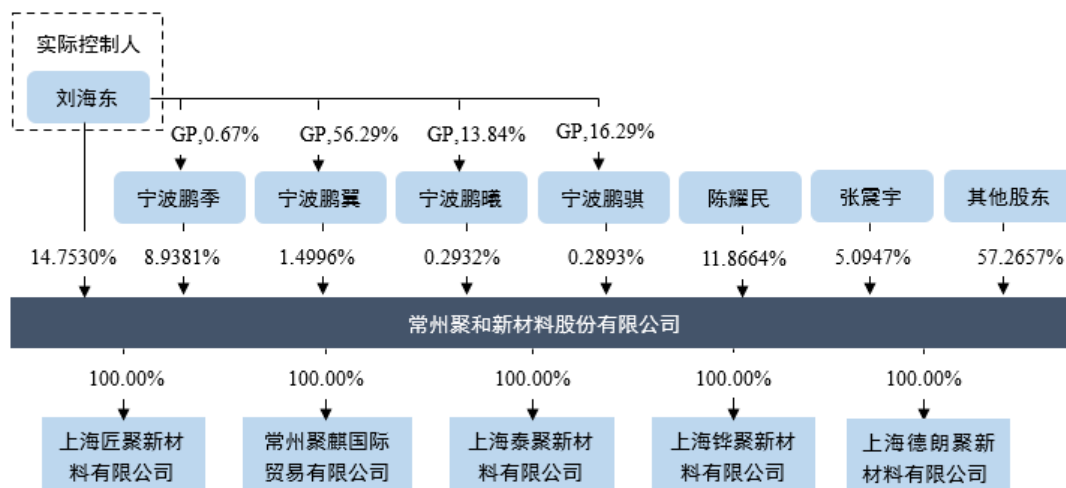 实际控制人
刘海东
GP,0.67%
GP,56.29%
GP,13.84%
GP,16.29%
宁波鹏季
宁波鹏翼
宁波鹏曦
宁波鹏骐
陈耀民
张震宇
其他股东
14.7530%
8.9381%
1.4996%
0.2932%
0.2893%
11.8664%
5.0947%
57.2657%
常州聚和新材料股份有限公司
100.00%
100.00%
100.00%
100.00%
100.00%
上海匠聚新材
料有限公司
常州聚麒国际
贸易有限公司
上海泰聚新材
料有限公司
上海铧聚新材
料有限公司
上海德朗聚新
材料有限公司